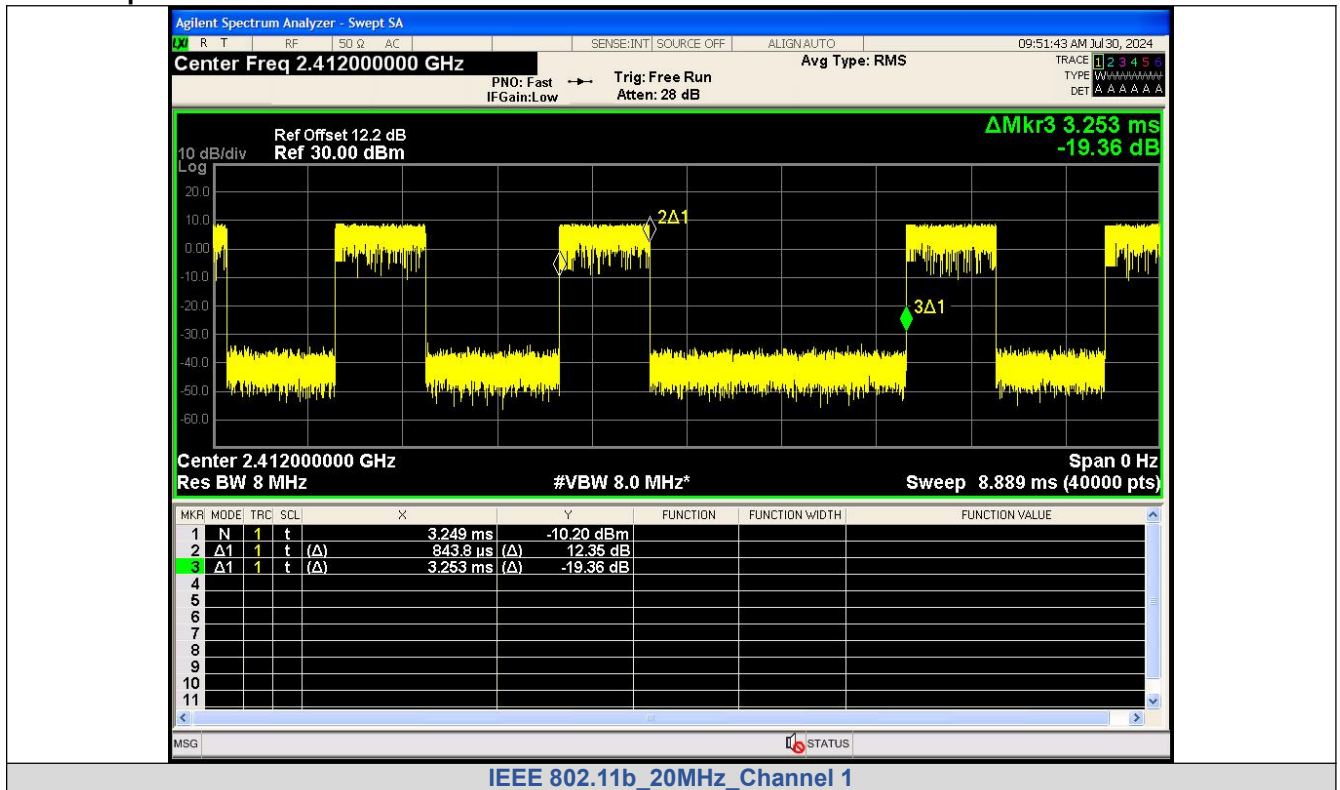 Agilent Spectrum Analyzer - Swept SA
LXI R T RF 50 Ω AC SENSE:INT SOURCE OFF ALIGN AUTO 09:51:43 AM Jul 30, 2024
Center Freq 2.412000000 GHz Avg Type: RMS TRACE 1 2 3 4 5 6
PNO: Fast Trig: Free Run TYPE W
IFGain:Low Atten: 28 dB DET A A A A A A
ΔMkr3 3.253 ms
Ref Offset 12.2 dB
10 dB/div Ref 30.00 dBm -19.36 dB
Log
20.0
10.0
2Δ1
0.00
-10.0
-20.0
3Δ1
-30.0
-40.0
-50.0
-60.0
Center 2.412000000 GHz Span 0 Hz
Res BW 8 MHz #VBW 8.0 MHz* Sweep 8.889 ms (40000 pts)
MKR MODE TRC SCL X Y FUNCTION FUNCTION WIDTH FUNCTION VALUE
1 N 1 t 3.249 ms -10.20 dBm
2 Δ1 1 t (Δ) 843.8 µs (Δ) 12.35 dB
3 Δ1 1 t (Δ) 3.253 ms (Δ) -19.36 dB
4
5
6
7
8
9
10
11
MSG STATUS
IEEE 802.11b_20MHz_Channel 1